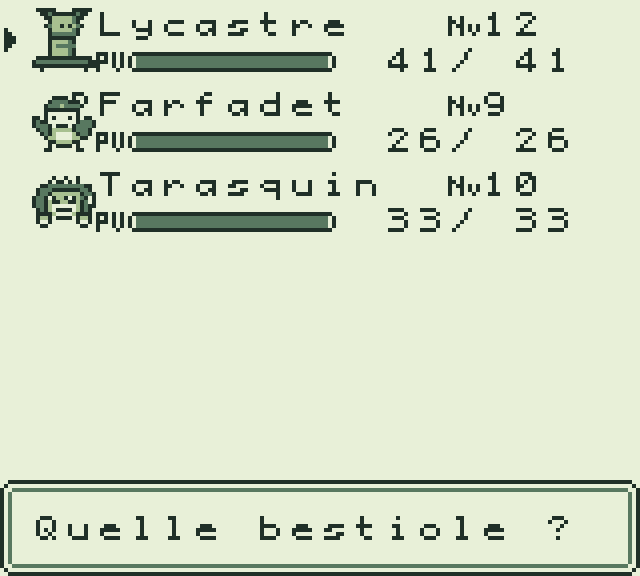 Lycastre Nv12
PV 41/ 41
Farfadet Nv9
PV 26/ 26
Tarasquin Nv10
PV 33/ 33
Quelle bestiole ?